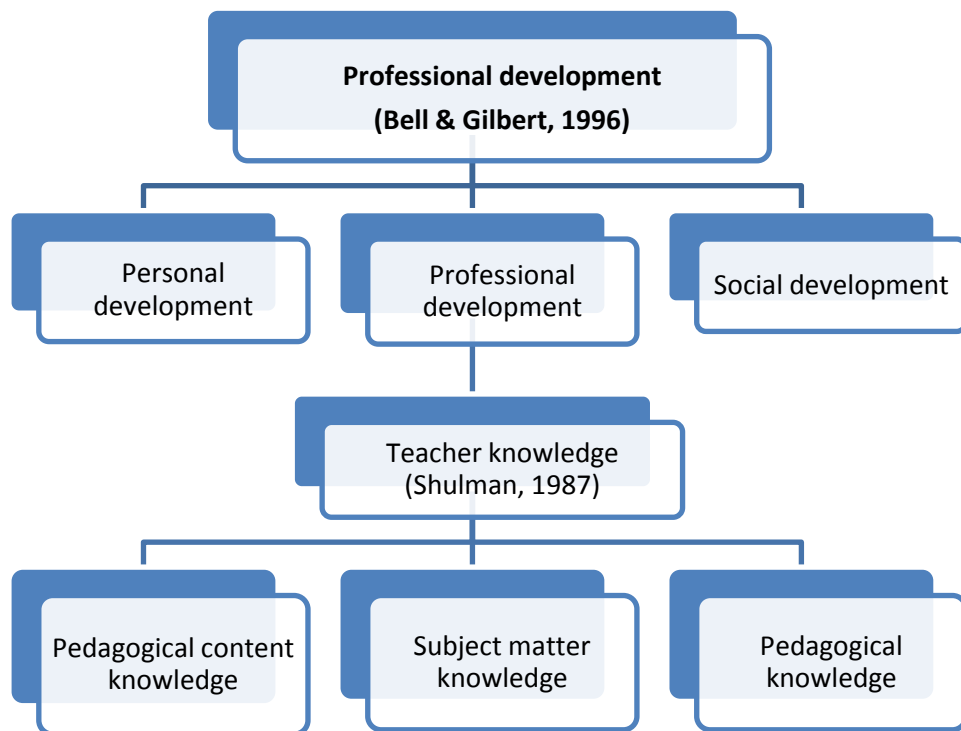 Professional development
(Bell & Gilbert, 1996)
Personal
development
Professional
development
Social development
Teacher knowledge
(Shulman, 1987)
Pedagogical content
knowledge
Subject matter
knowledge
Pedagogical
knowledge